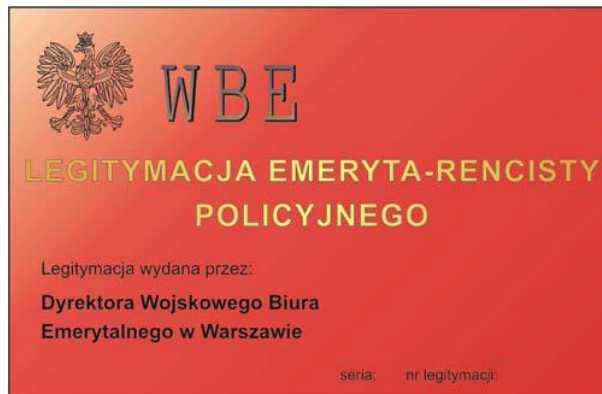 WBE
LEGITYMACJA EMERYTA-RENCISTY
POLICYJNEGO
Legitymacja wydana przez:
Dyrektora Wojskowego Biura
Emerytalnego w Warszawie
seria: nr legitymacji: